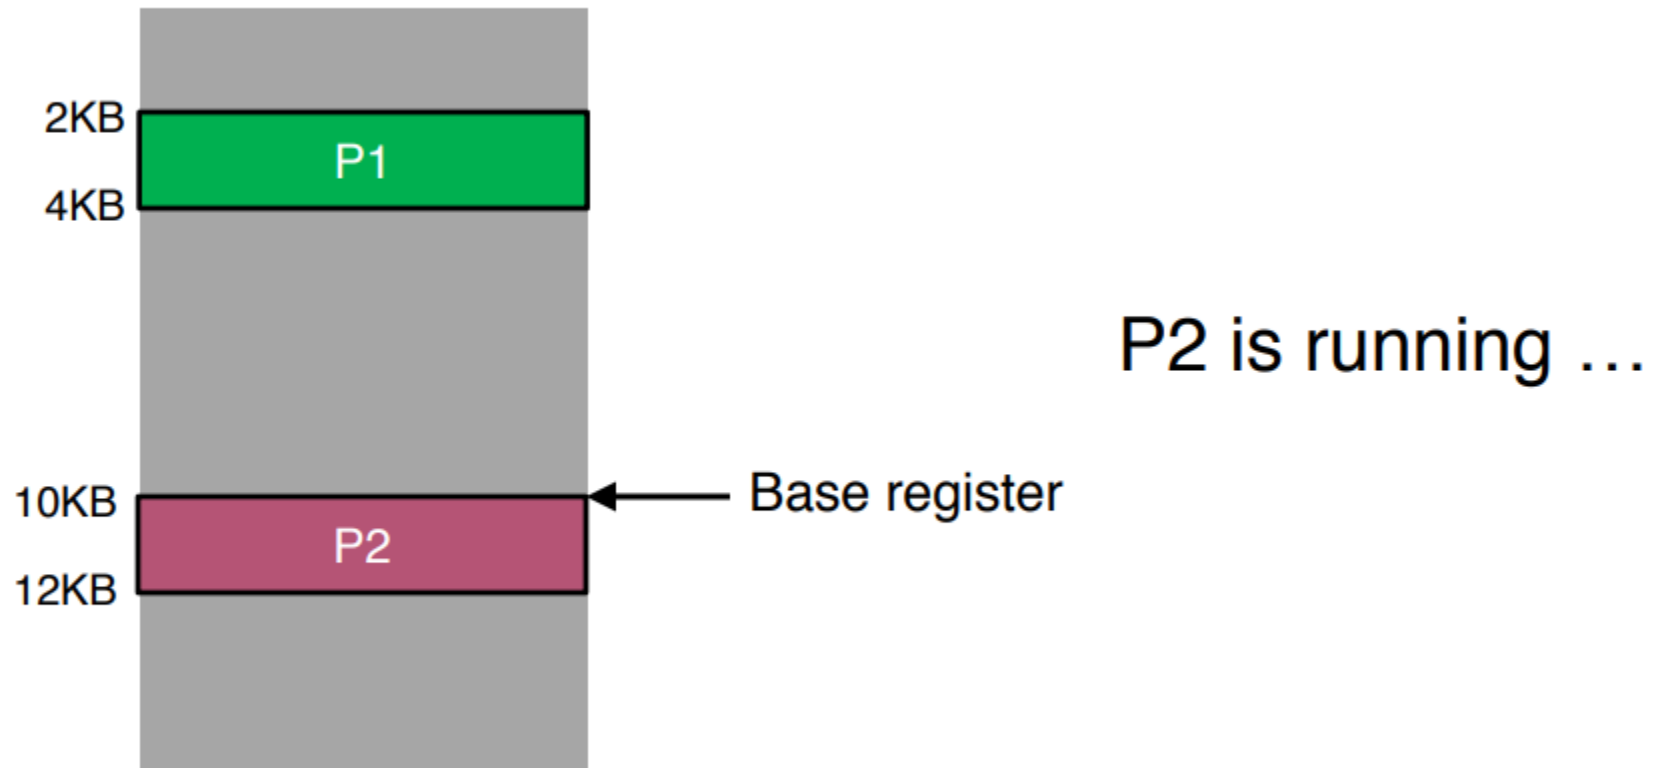 2KB
P1
4KB
P2 is running …
10KB
Base register
P2
12KB